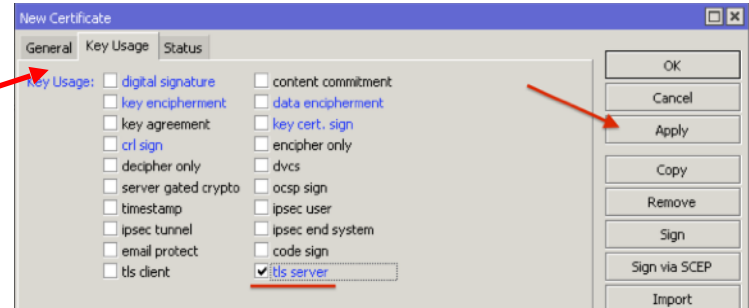 New Certificate
General Key Usage Status
Key Usage: digital signature content commitment
key encipherment data encipherment
key agreement key cert. sign
crl sign encipher only
decipher only dvcs
server gated crypto ocsp sign
timestamp ipsec user
ipsec tunnel ipsec end system
email protect code sign
tls client tls server
OK
Cancel
Apply
Copy
Remove
Sign
Sign via SCEP
Import